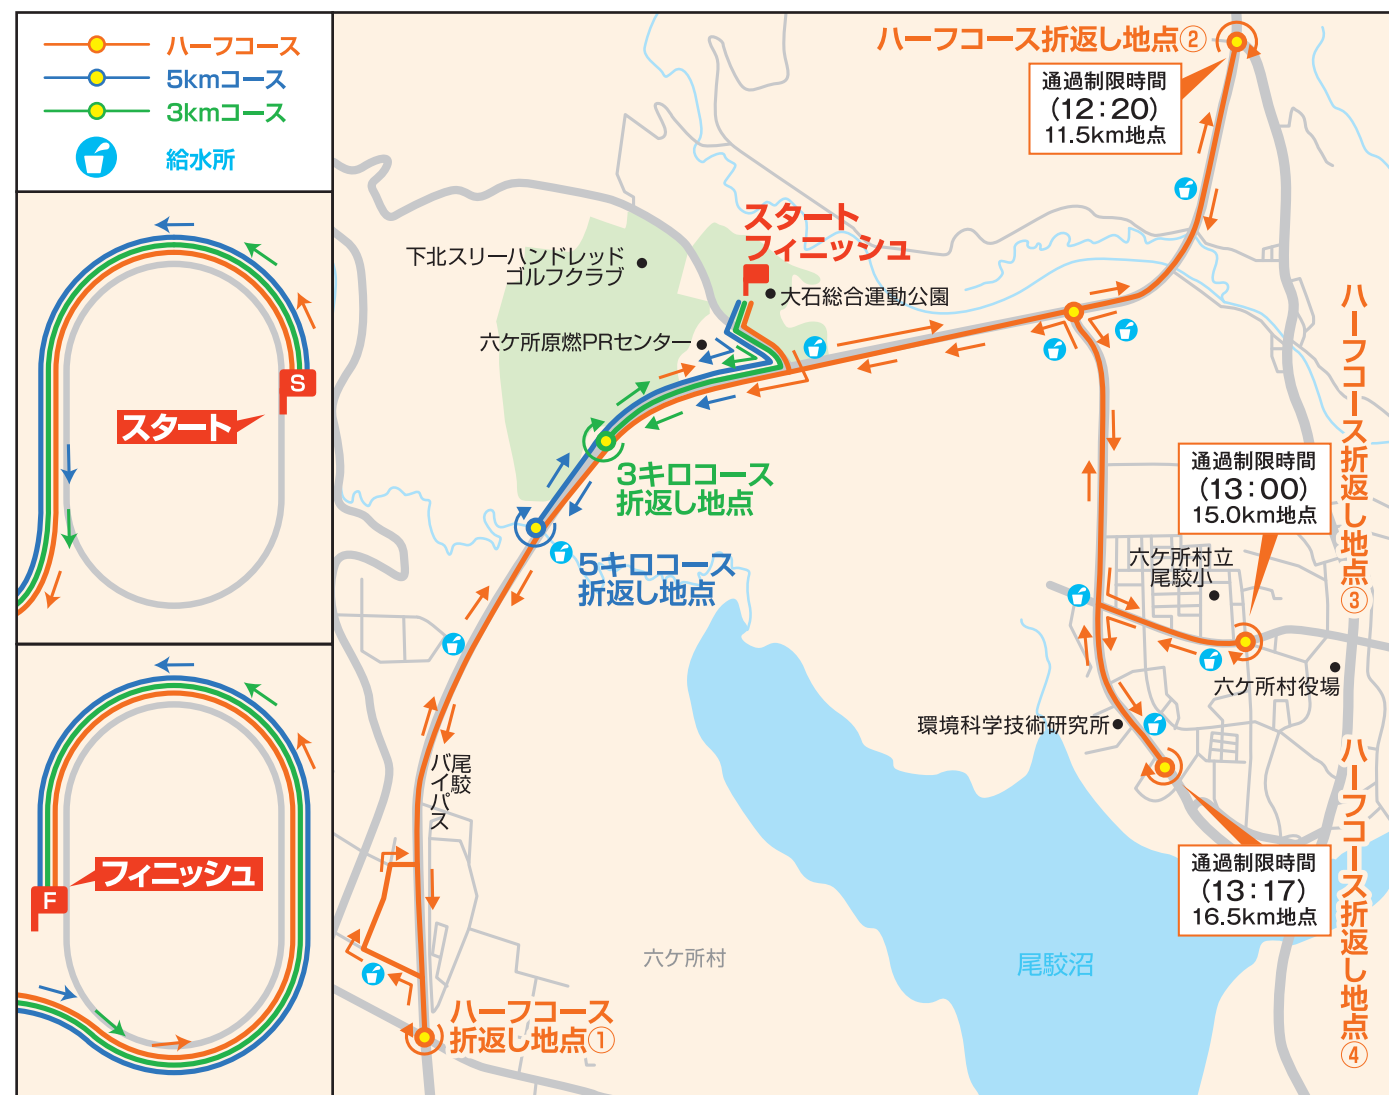 ハーフコース
5kmコース
3kmコース
給水所
S
スタート
F
フィニッシュ
ハーフコース折返し地点②
通過制限時間
(12：20)
11.5km地点
スタート
フィニッシュ
下北スリーハンドレッド
ゴルフクラブ
大石総合運動公園
六ケ所原燃PRセンター
3キロコース
折返し地点
5キロコース
折返し地点
ハーフコース折返し地点③
通過制限時間
(13：00)
15.0km地点
六ケ所村立
尾駮小
六ケ所村役場
環境科学技術研究所
尾駮
バイパス
ハーフコース折返し地点④
通過制限時間
(13：17)
16.5km地点
六ケ所村
尾駮沼
ハーフコース
折返し地点①